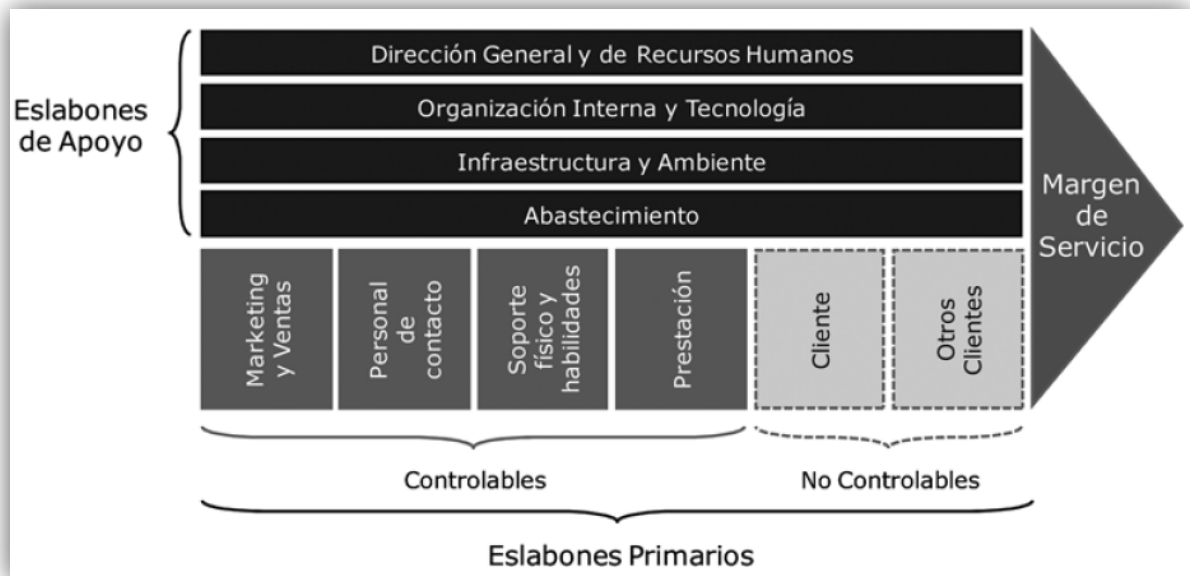 Eslabones
de Apoyo
Dirección General y de Recursos Humanos
Organización Interna y Tecnología
Infraestructura y Ambiente
Abastecimiento
Marketing
y Ventas
Personal
de
contacto
Soporte
físico y
habilidades
Prestación
Cliente
Otros
Clientes
Margen
de
Servicio
Controlables
No Controlables
Eslabones Primarios